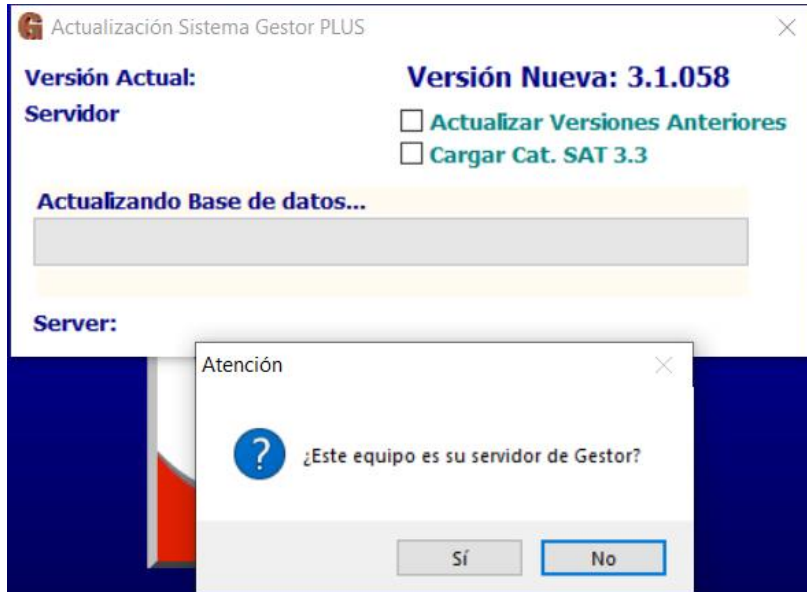 Actualización Sistema Gestor PLUS
Versión Actual:
Versión Nueva: 3.1.058
Servidor
Actualizar Versiones Anteriores
Cargar Cat. SAT 3.3
Actualizando Base de datos...
Server:
Atención
¿Este equipo es su servidor de Gestor?
Sí
No